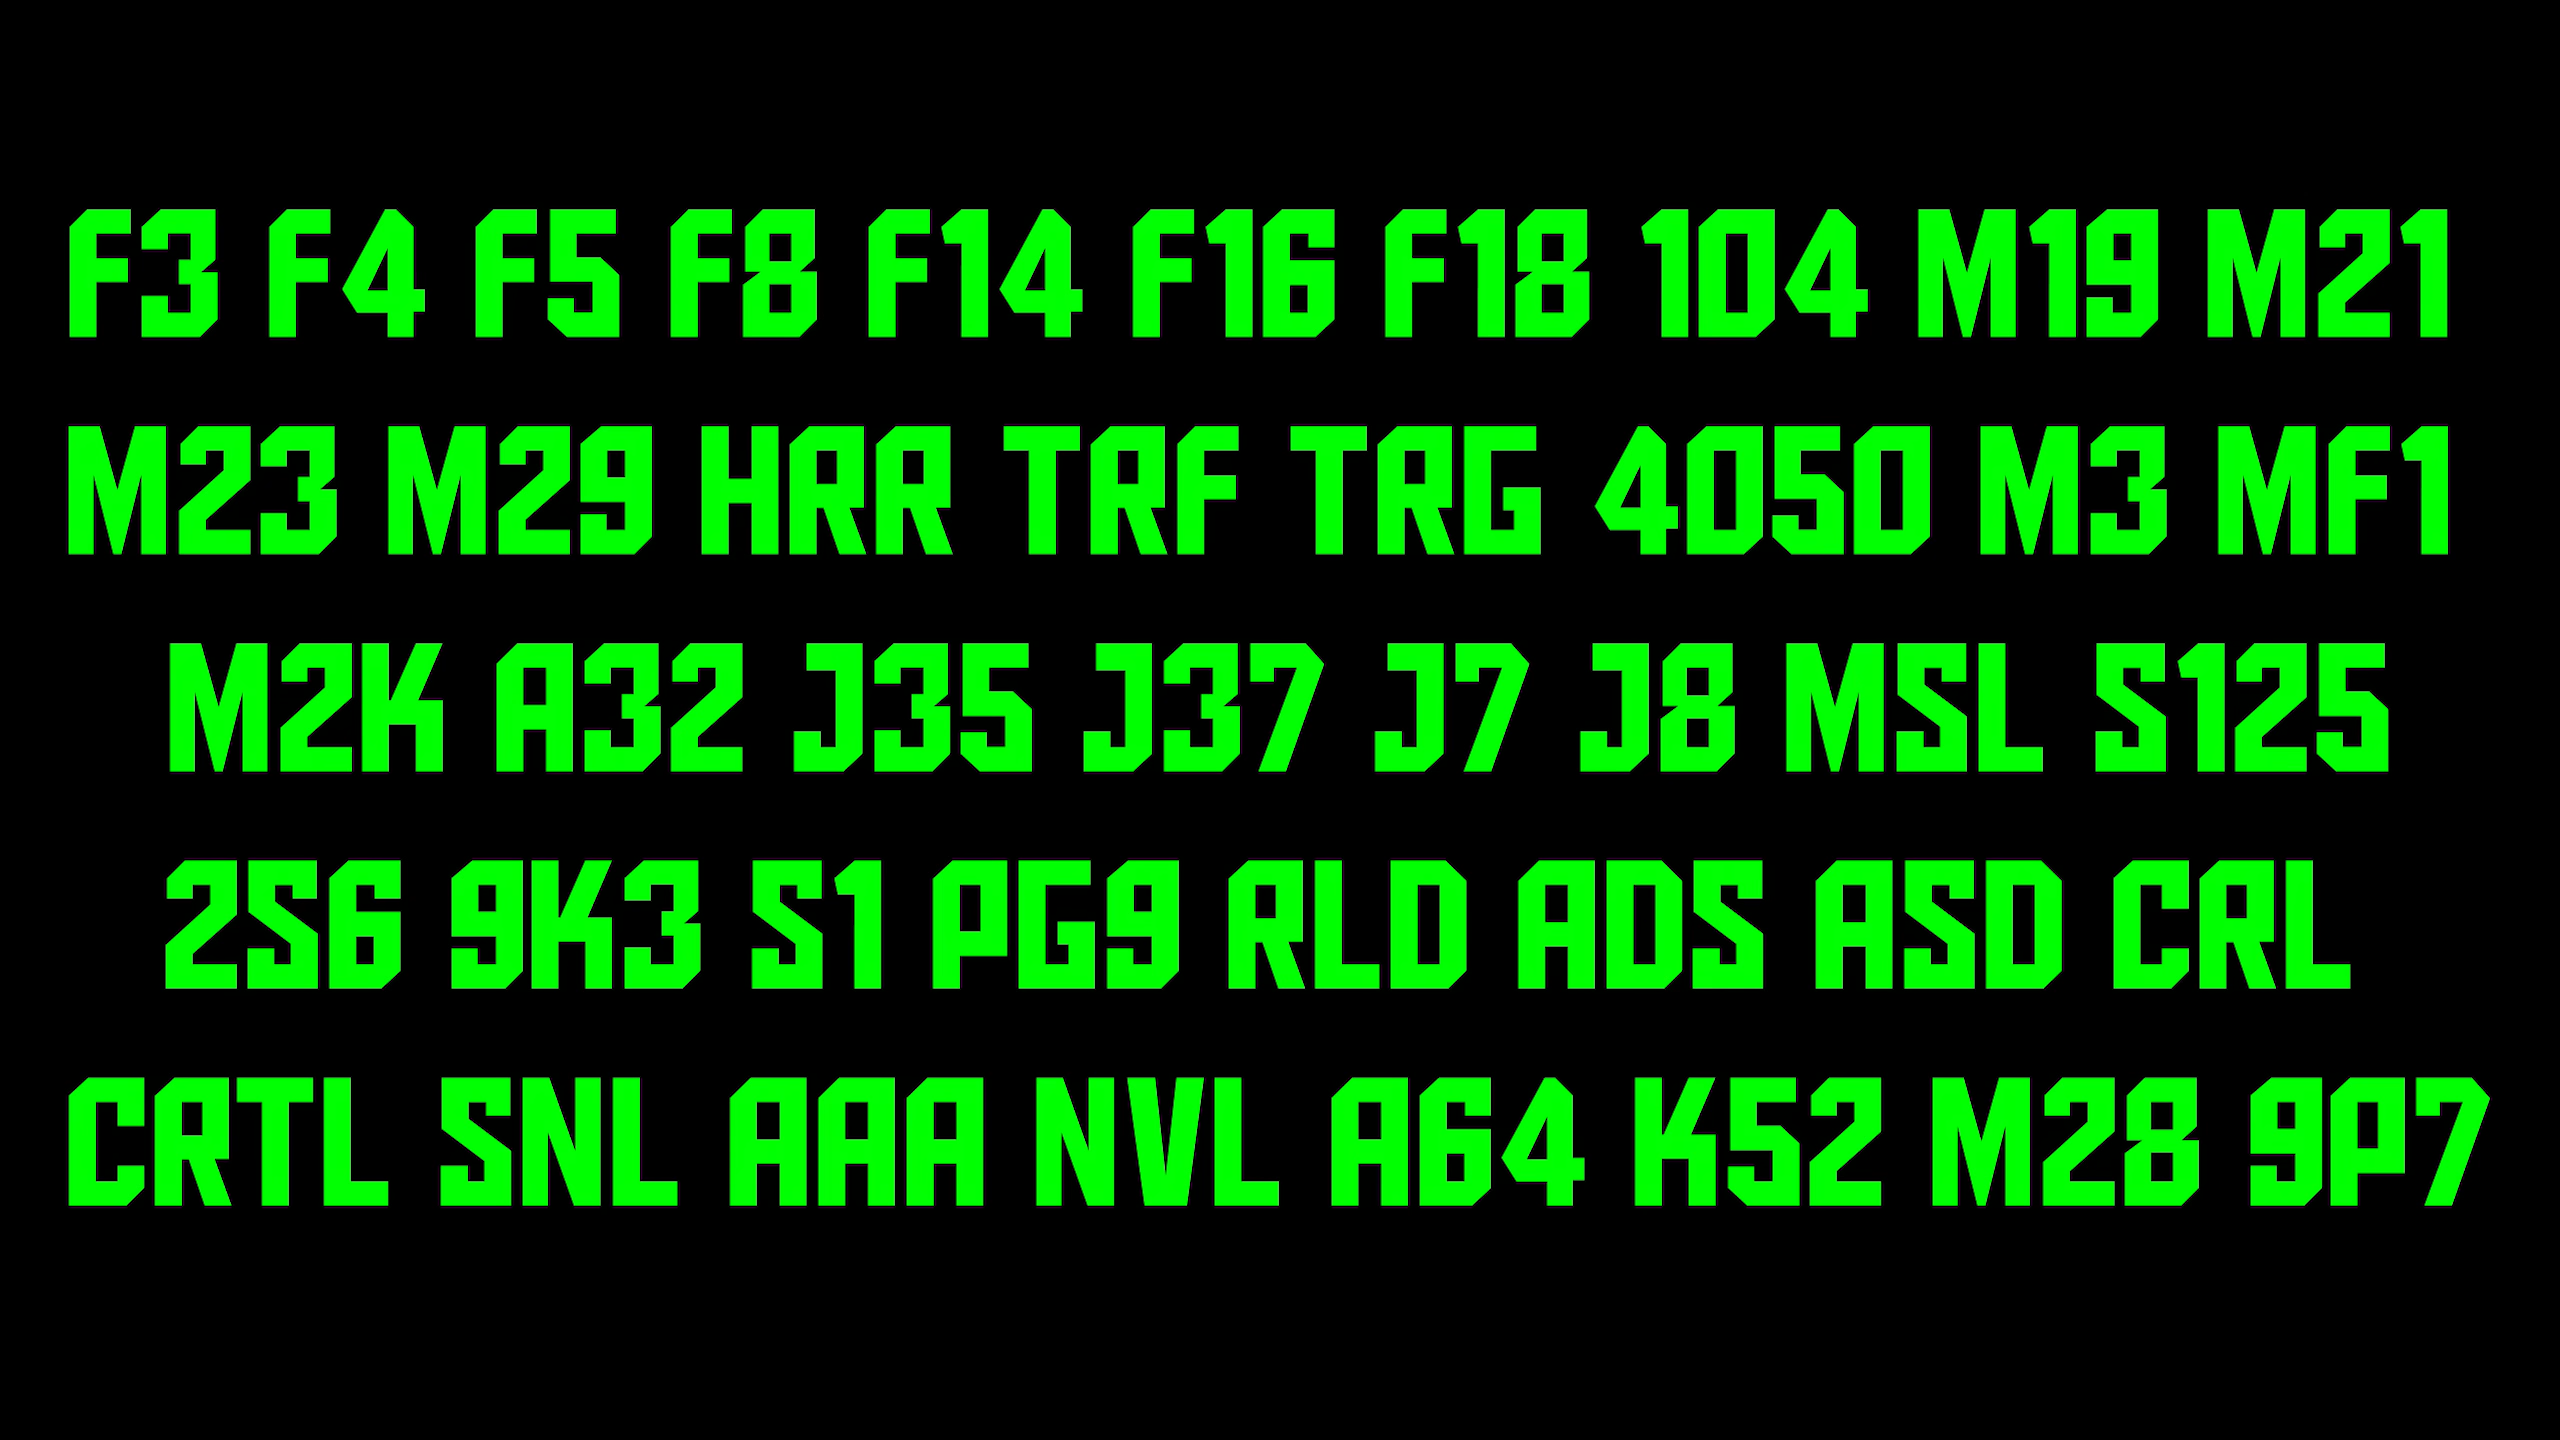 F3 F4 F5 F8 F14 F16 F18 104 M19 M21
M23 M29 HRR TRF TRG 4050 M3 MF1
M2K A32 J35 J37 J7 J8 MSL S125
2S6 9K3 S1 PG9 RLD ADS ASD CRL
CRTL SNL AAA NVL A64 K52 M28 9P7